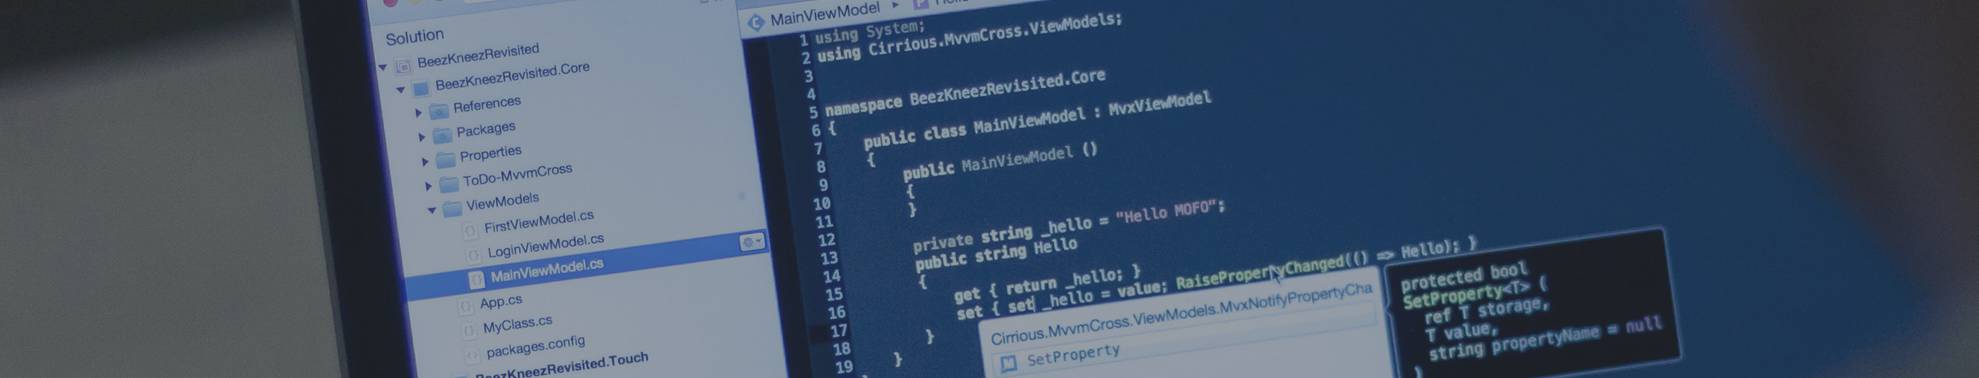 Solution
BeezKneezRevisited
BeezKneezRevisited.Core
References
Packages
Properties
ToDo-MvvmCross
ViewModels
FirstViewModel.cs
LoginViewModel.cs
MainViewModel.cs
App.cs
MyClass.cs
packages.config
BeezKneezRevisited.Touch
MainViewModel
1 using System;
2 using Cirrious.MvvmCross.ViewModels;
3
4
5 namespace BeezKneezRevisited.Core
6 {
7 public class MainViewModel : MvxViewModel
8 {
9 public MainViewModel ()
10 {
11 }
12
13 private string _hello = "Hello MOFO";
14 public string Hello
15 {
16 get { return _hello; }
17 set { set _hello = value; RaisePropertyChanged(() => Hello); }
18 }
19 }
Cirrious.MvvmCross.ViewModels.MvxNotifyPropertyCha
SetProperty
protected bool
SetProperty<T> (
ref T storage,
T value,
string propertyName = null
)